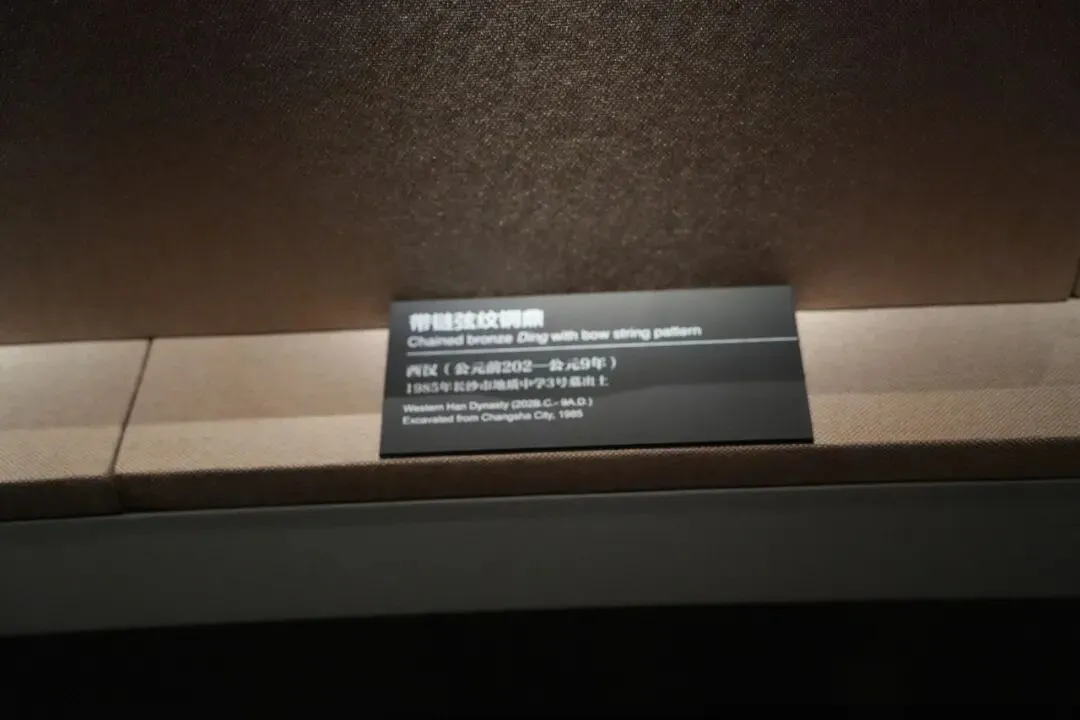 带链弦纹铜鼎
Chained bronze Ding with bow string pattern
西汉（公元前202—公元9年）
1985年长沙市地质中学3号墓出土
Western Han Dynasty (202B.C.- 9A.D.)
Excavated from Changsha City, 1985